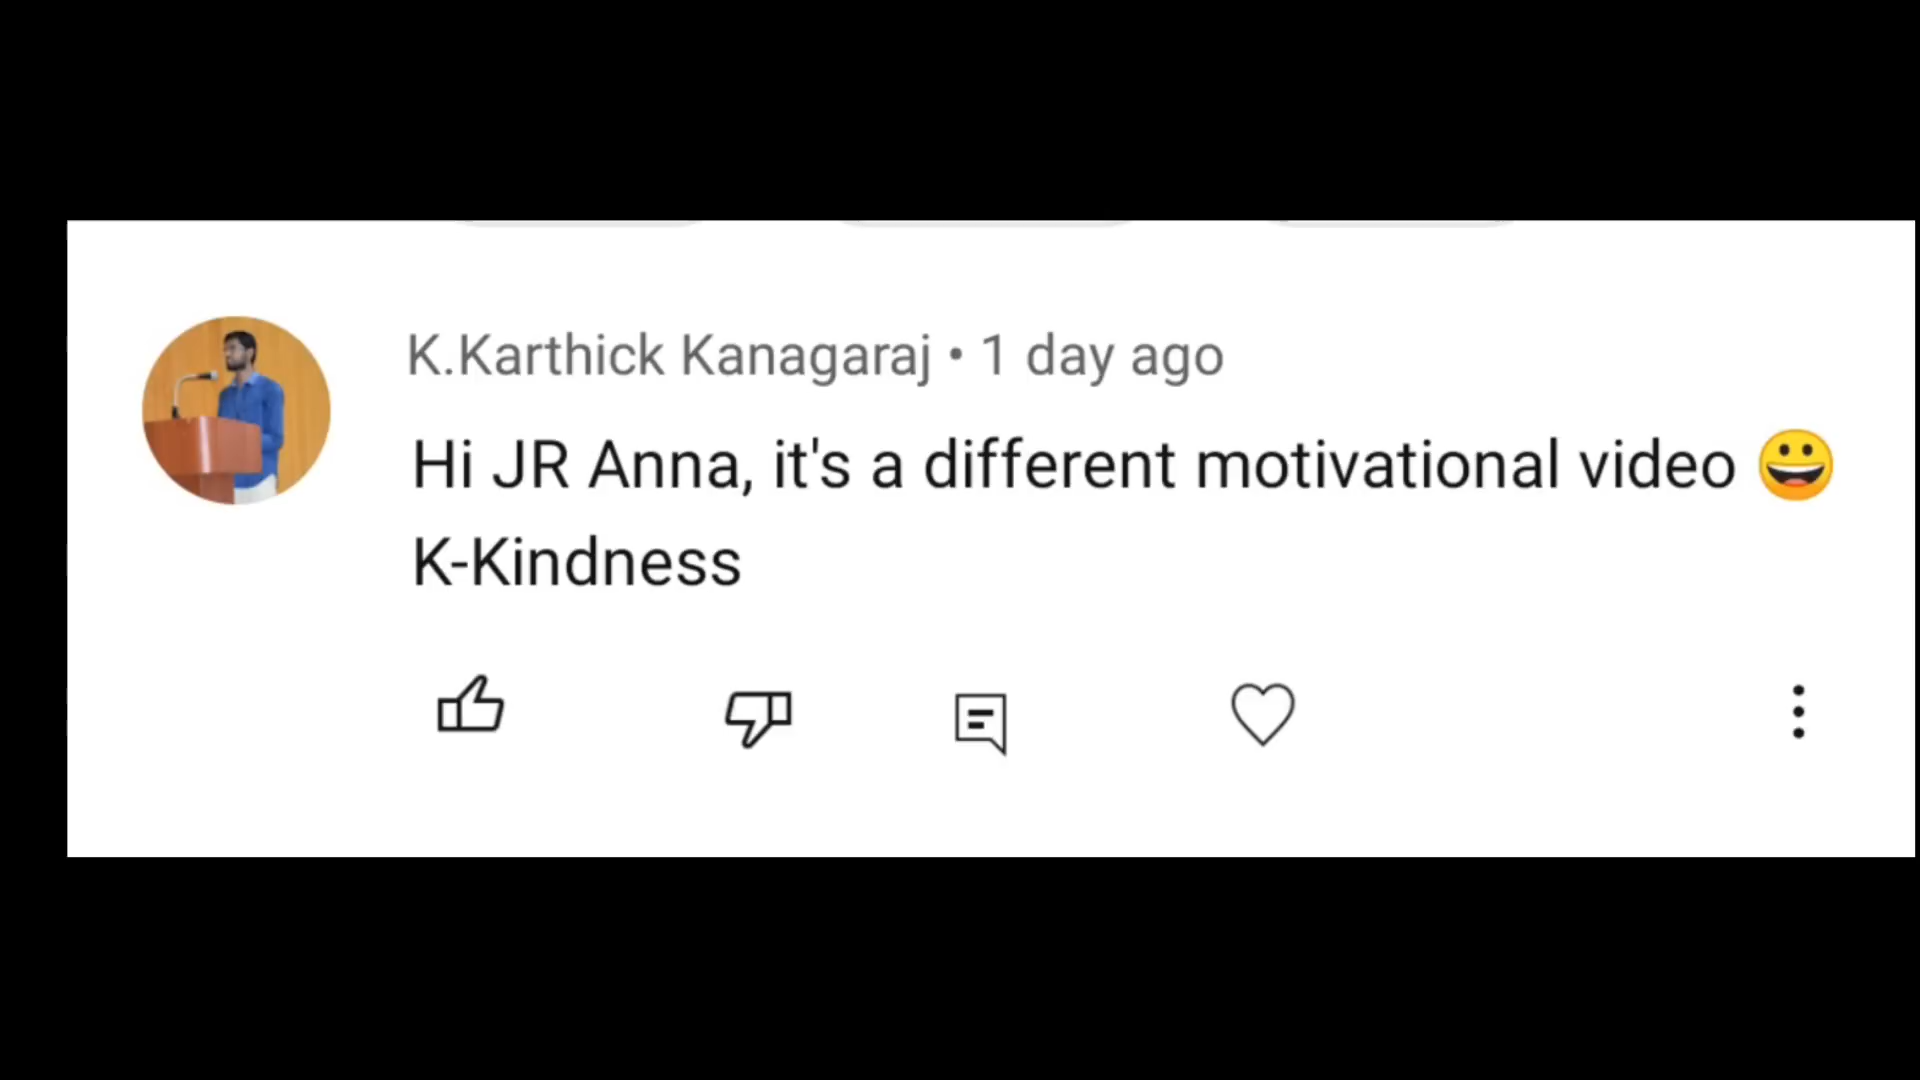 K.Karthick Kanagaraj • 1 day ago
Hi JR Anna, it's a different motivational video 😀
K-Kindness